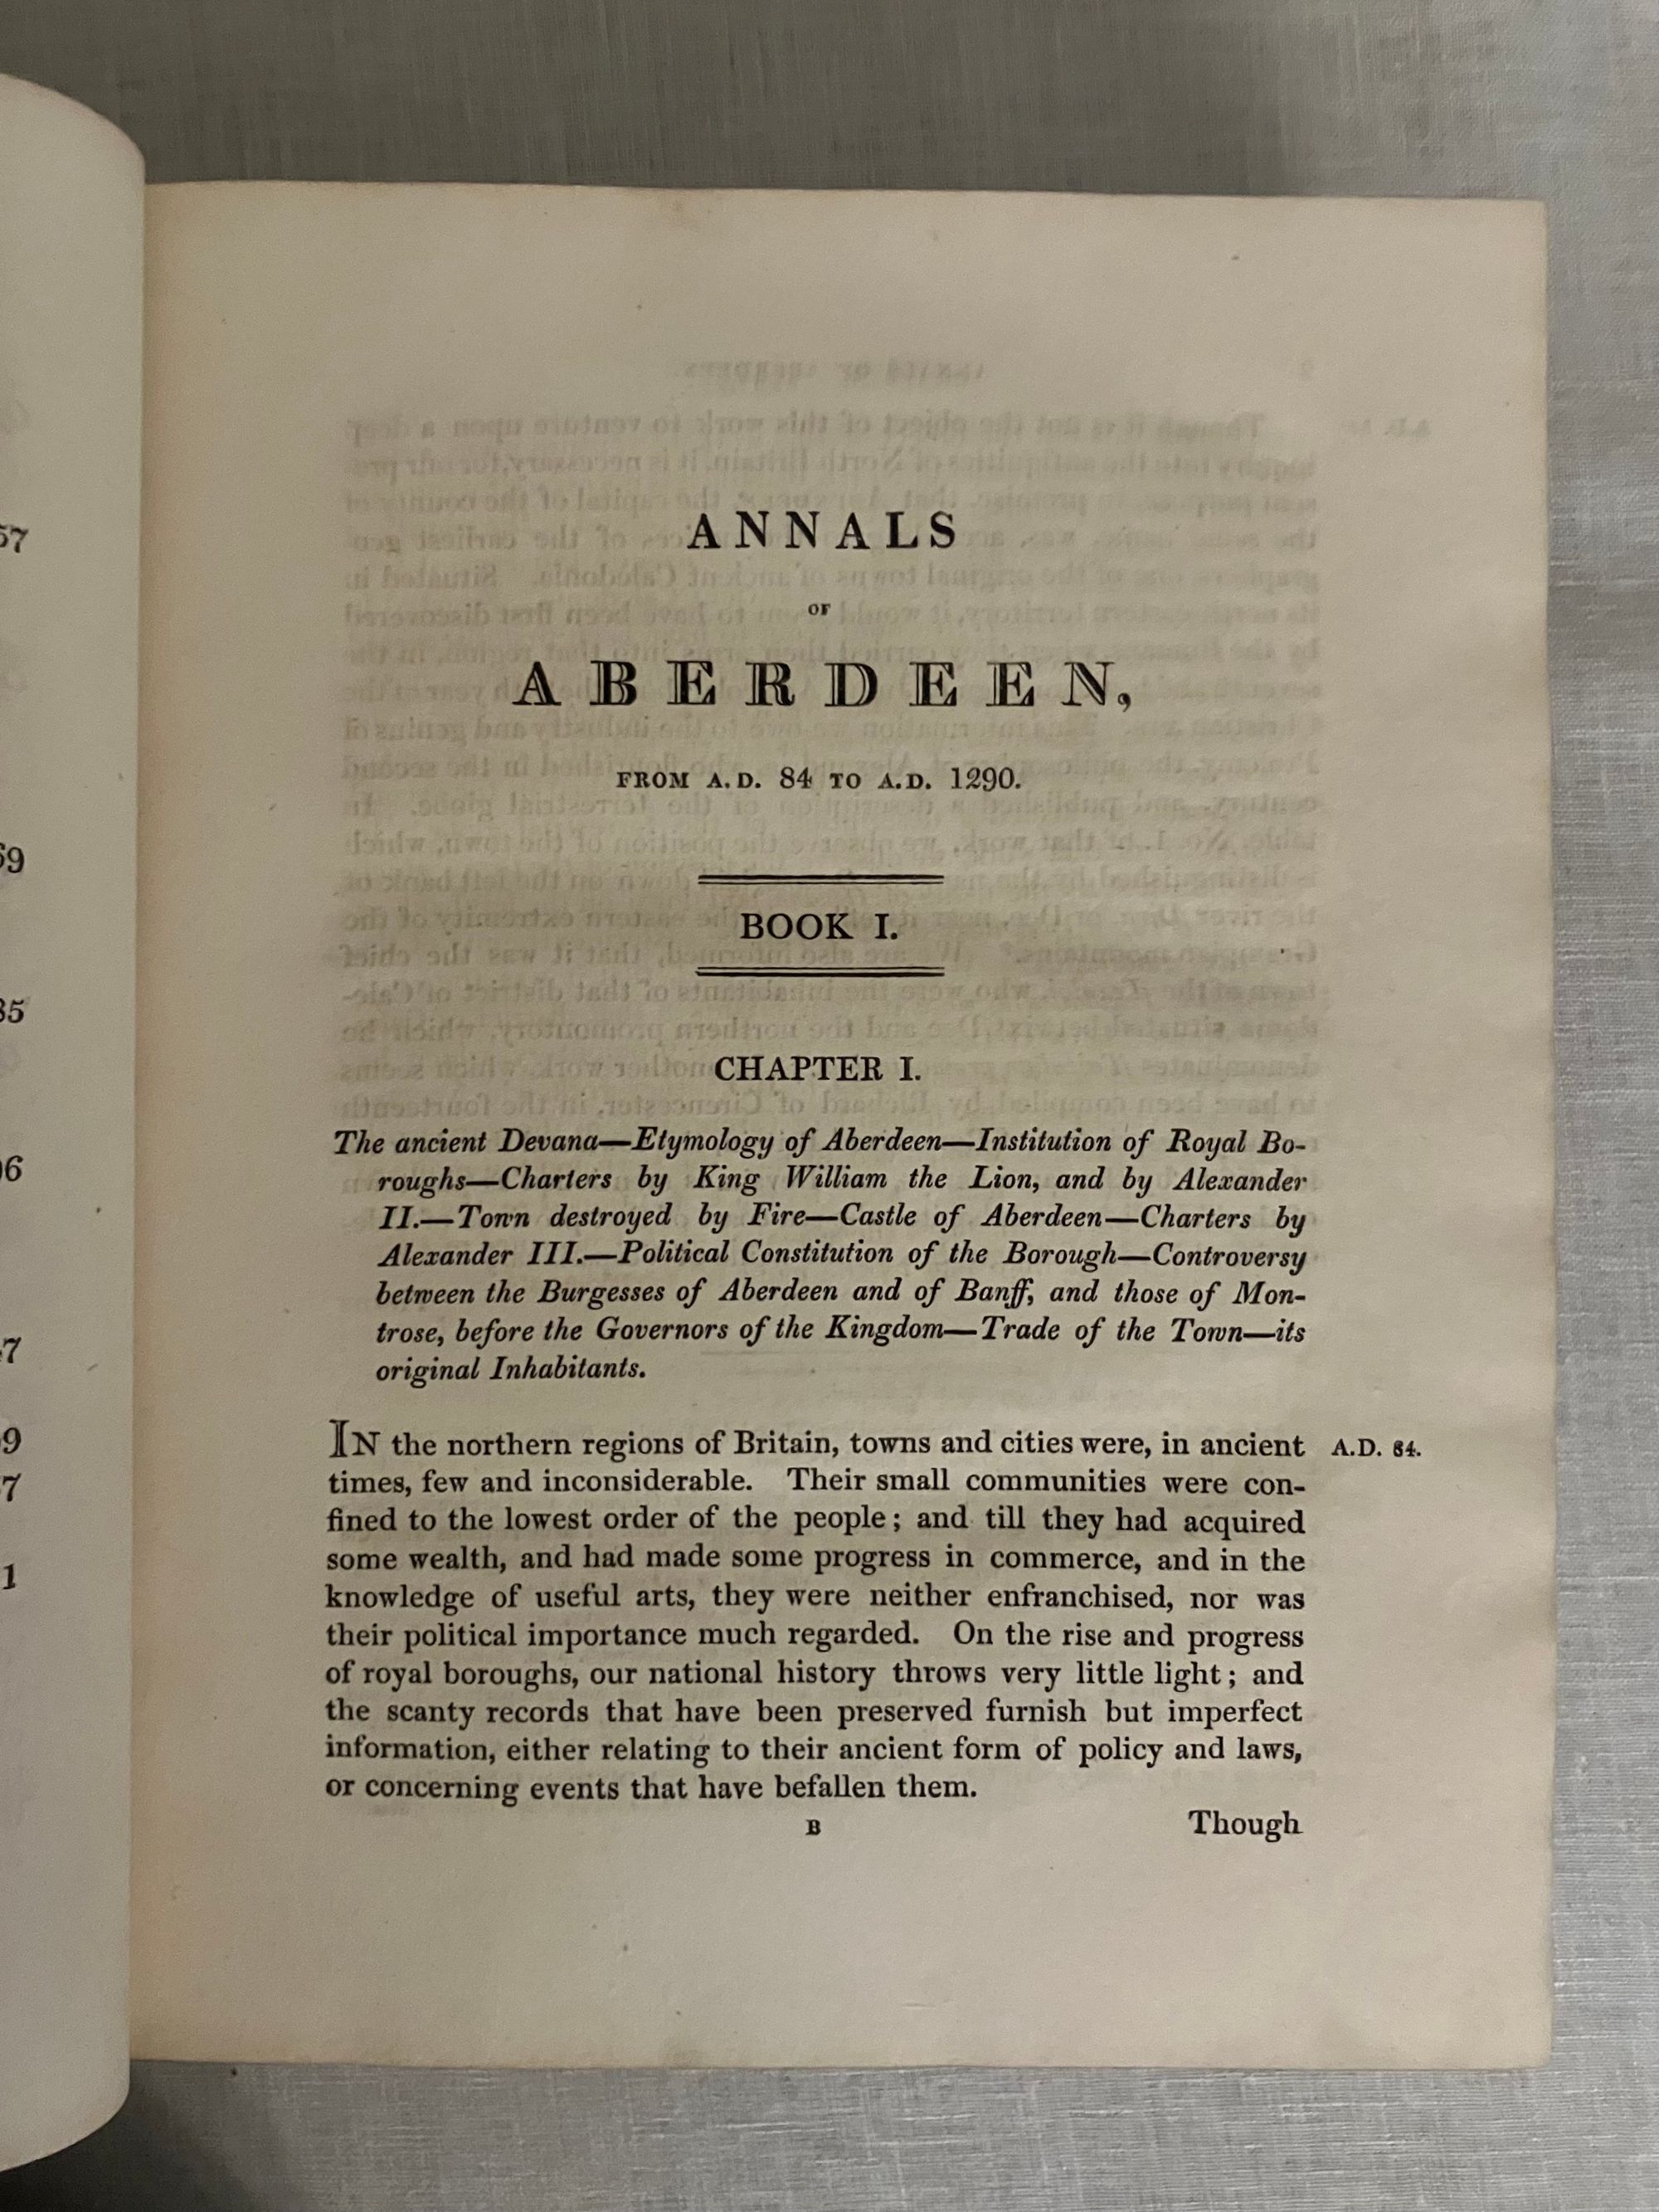 57
69
85
7
9
7
1
ANNALS
OF
ABERDEEN,
FROM A.D. 84 TO A.D. 1290.
BOOK I.
CHAPTER I.
The ancient Devana—Etymology of Aberdeen—Institution of Royal Bo-
roughs—Charters by King William the Lion, and by Alexander
II.—Town destroyed by Fire—Castle of Aberdeen—Charters by
Alexander III.—Political Constitution of the Borough—Controversy
between the Burgesses of Aberdeen and of Banff, and those of Mon-
trose, before the Governors of the Kingdom—Trade of the Town—its
original Inhabitants.
IN the northern regions of Britain, towns and cities were, in ancient A.D. 84.
times, few and inconsiderable. Their small communities were con-
fined to the lowest order of the people; and till they had acquired
some wealth, and had made some progress in commerce, and in the
knowledge of useful arts, they were neither enfranchised, nor was
their political importance much regarded. On the rise and progress
of royal boroughs, our national history throws very little light; and
the scanty records that have been preserved furnish but imperfect
information, either relating to their ancient form of policy and laws,
or concerning events that have befallen them.
B Though